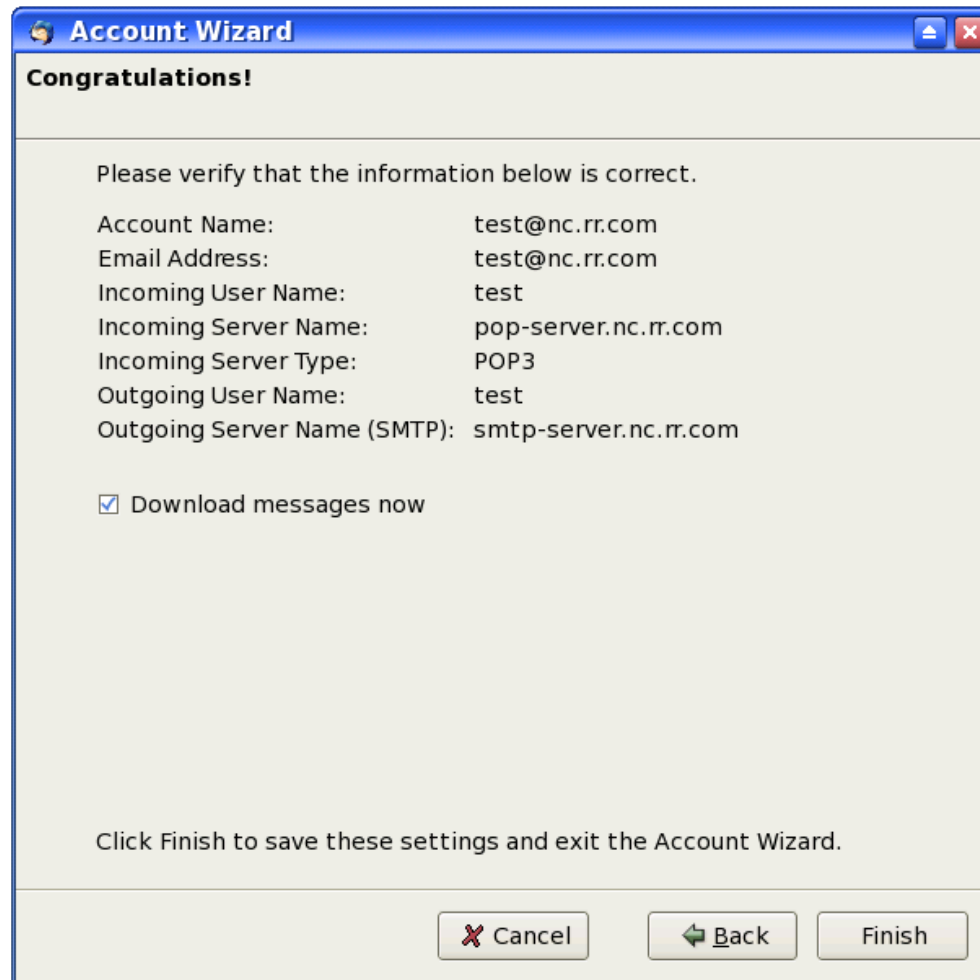 Account Wizard
Congratulations!
Please verify that the information below is correct.
Account Name: test@nc.rr.com
Email Address: test@nc.rr.com
Incoming User Name: test
Incoming Server Name: pop-server.nc.rr.com
Incoming Server Type: POP3
Outgoing User Name: test
Outgoing Server Name (SMTP): smtp-server.nc.rr.com
Download messages now
Click Finish to save these settings and exit the Account Wizard.
Cancel Back Finish